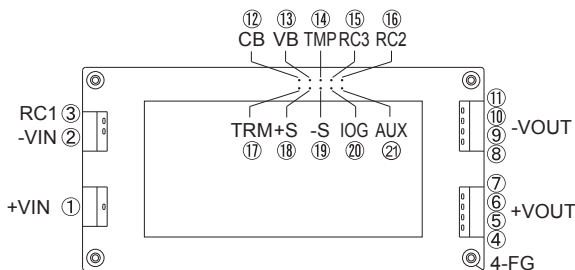 ⑫ ⑬ ⑭ ⑮ ⑯
CB VB TMP RC3 RC2
RC1 ③
-VIN ②
+VIN ①
TRM +S -S IOG AUX
⑰ ⑱ ⑲ ⑳ ㉑
⑪
⑩
⑨
⑧
-VOUT
⑦
⑥
⑤
④
+VOUT
4-FG